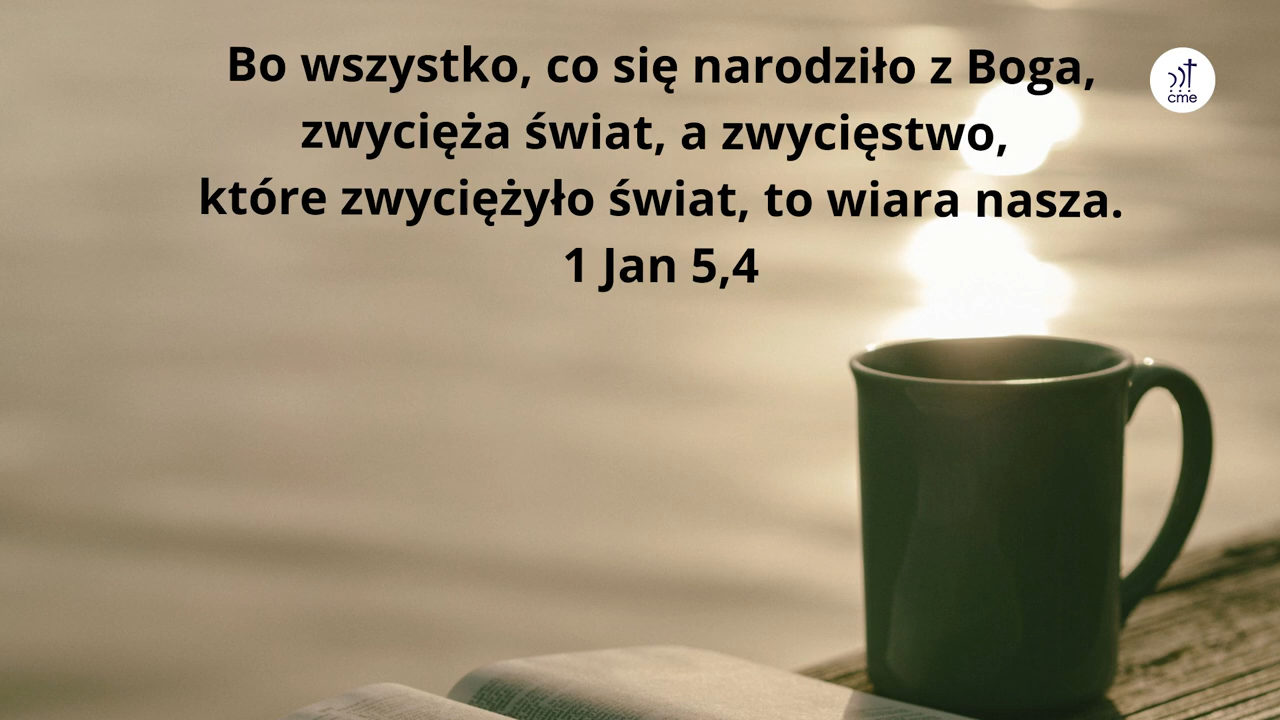 Bo wszystko, co się narodziło z Boga,
zwycięża świat, a zwycięstwo,
które zwyciężyło świat, to wiara nasza.
1 Jan 5,4
cme